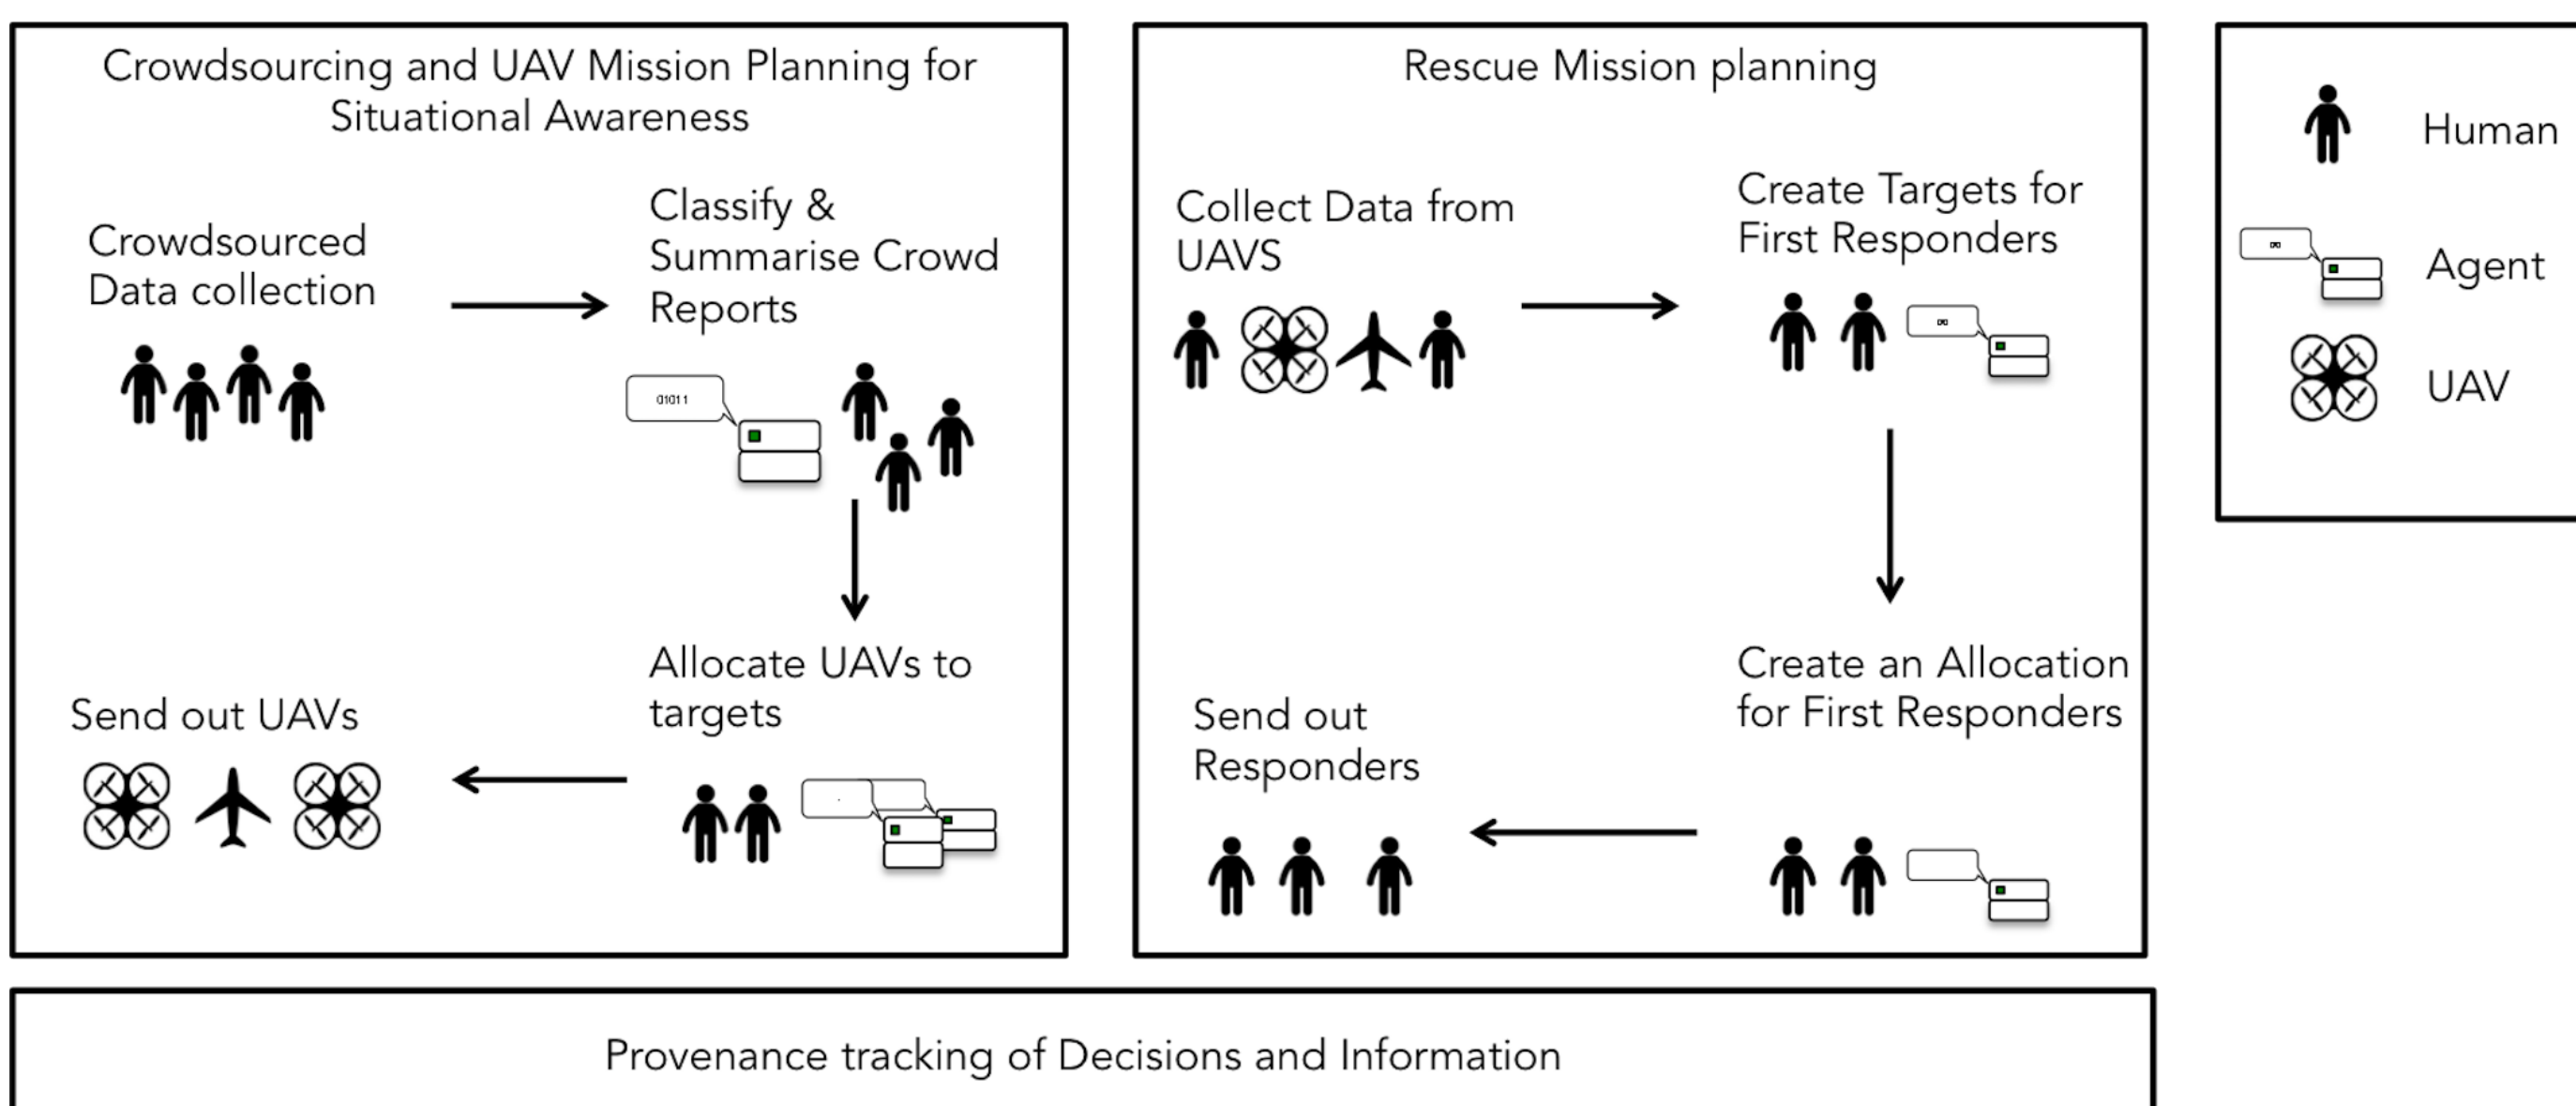 Crowdsourcing and UAV Mission Planning for
Situational Awareness
Crowdsourced
Data collection
Classify &
Summarise Crowd
Reports
01011
Allocate UAVs to
targets
Send out UAVs
Rescue Mission planning
Collect Data from
UAVS
Create Targets for
First Responders
Create an Allocation
for First Responders
Send out
Responders
Human
Agent
UAV
Provenance tracking of Decisions and Information